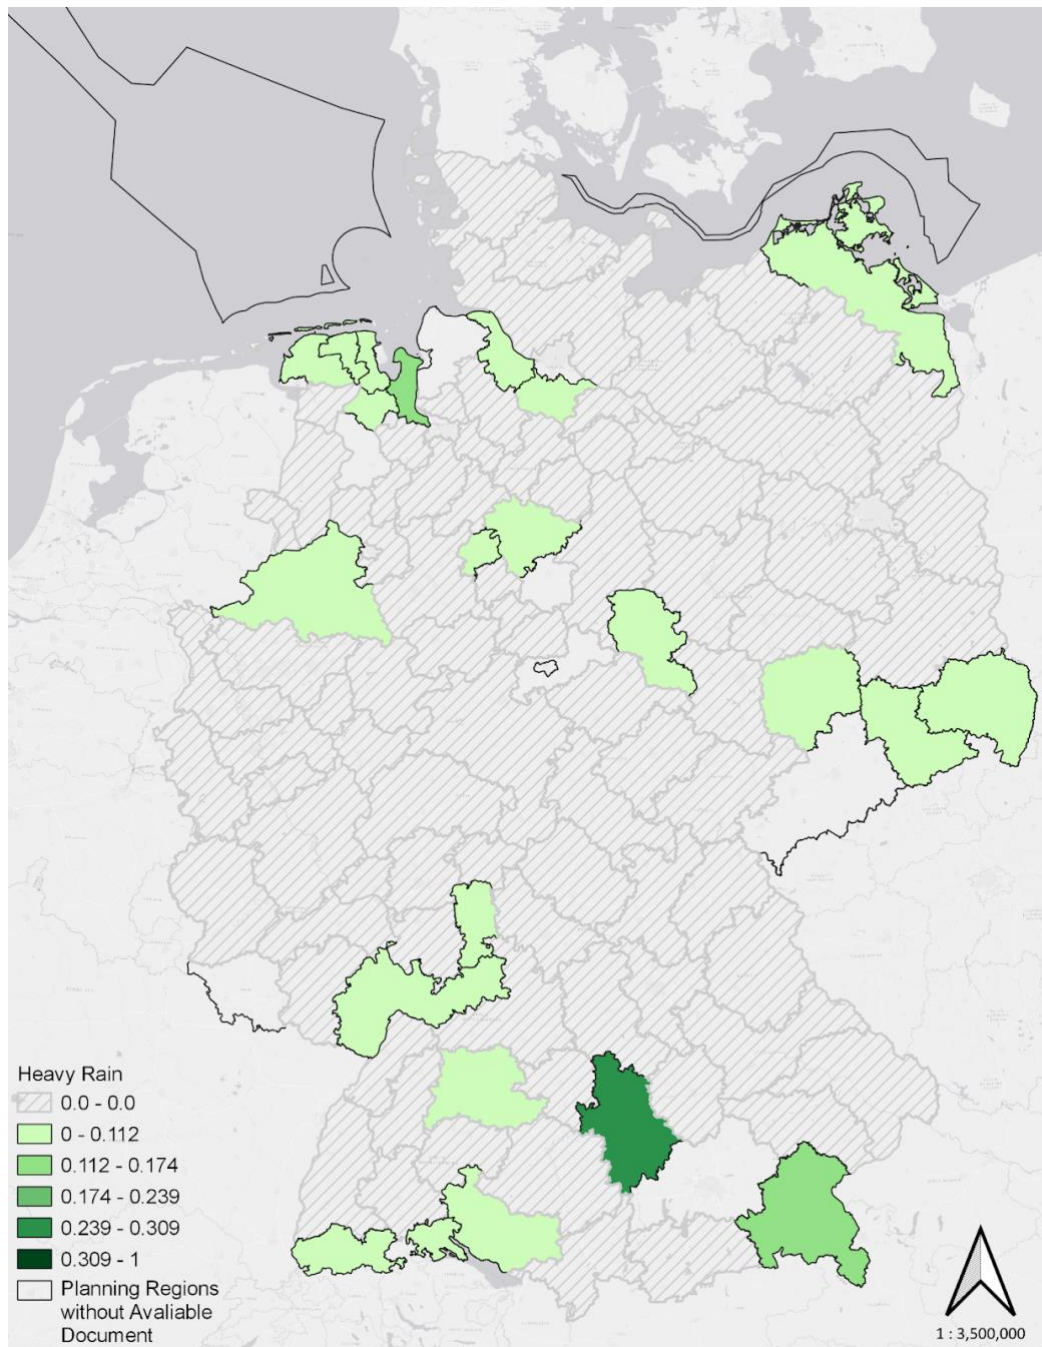 Heavy Rain
0.0 - 0.0
0 - 0.112
0.112 - 0.174
0.174 - 0.239
0.239 - 0.309
0.309 - 1
Planning Regions
without Avaliable
Document
1 : 3,500,000